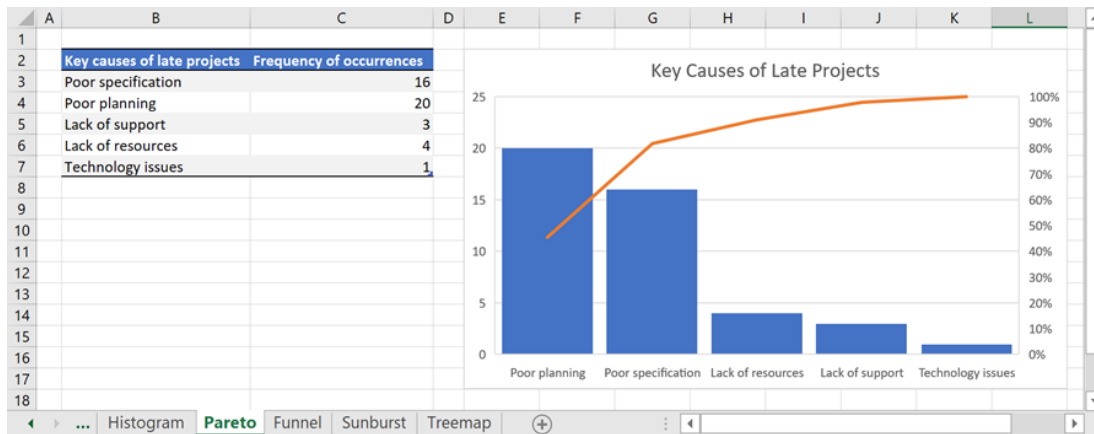 A B C D E F G H I J K L
1
2 Key causes of late projects Frequency of occurrences
3 Poor specification 16
4 Poor planning 20
5 Lack of support 3
6 Lack of resources 4
7 Technology issues 1
8
9
10
11
12
13
14
15
16
17
18
Key Causes of Late Projects
25
20
15
10
5
0
100%
90%
80%
70%
60%
50%
40%
30%
20%
10%
0%
Poor planning Poor specification Lack of resources Lack of support Technology issues
... Histogram Pareto Funnel Sunburst Treemap